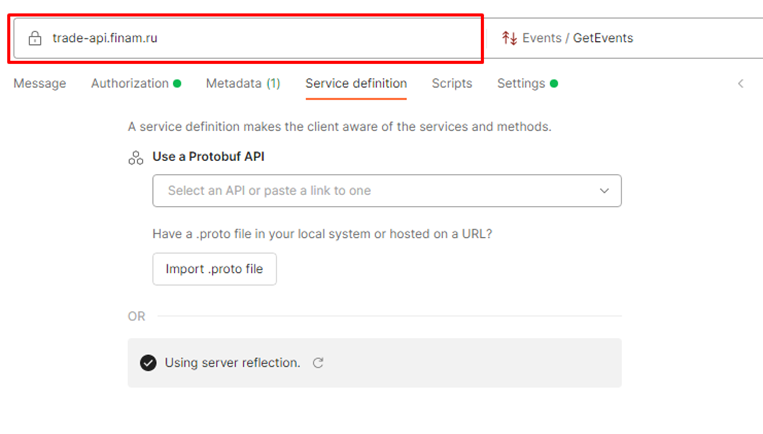 trade-api.finam.ru Events / GetEvents
Message Authorization Metadata (1) Service definition Scripts Settings
A service definition makes the client aware of the services and methods.
Use a Protobuf API
Select an API or paste a link to one
Have a .proto file in your local system or hosted on a URL?
Import .proto file
OR
Using server reflection.